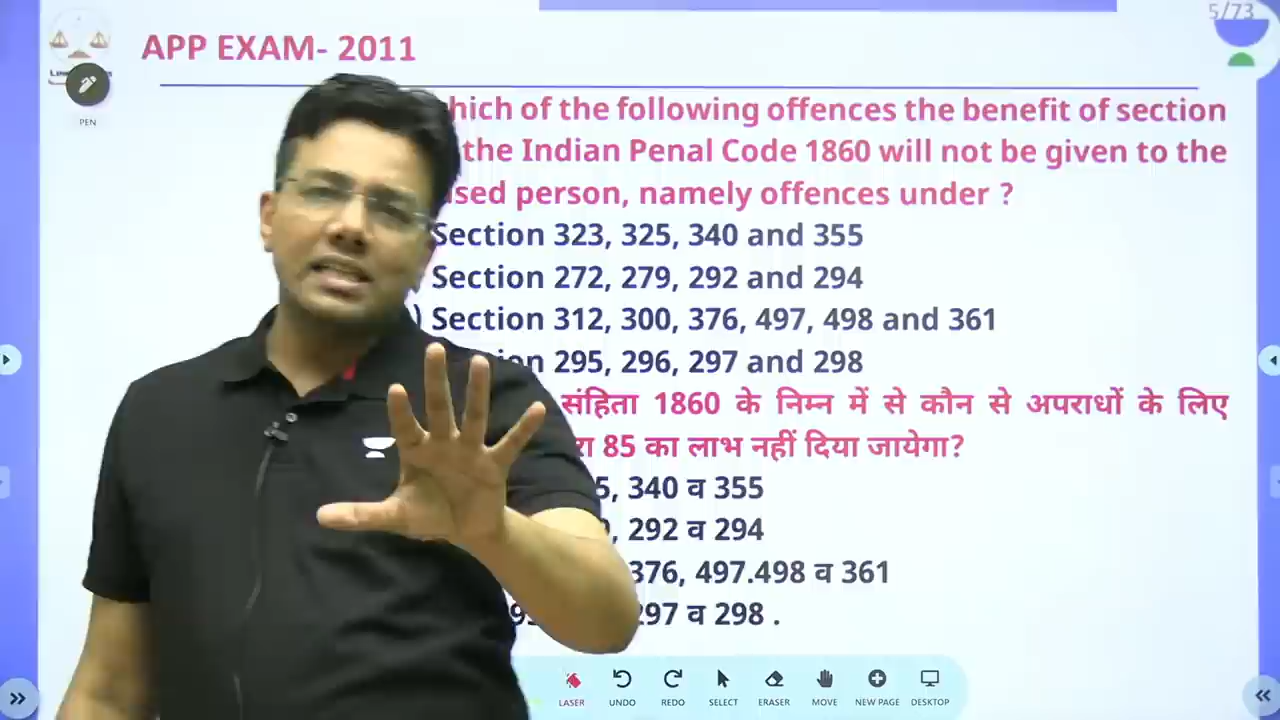 5/73
APP EXAM- 2011
PEN
hich of the following offences the benefit of section
the Indian Penal Code 1860 will not be given to the
sed person, namely offences under ?
Section 323, 325, 340 and 355
Section 272, 279, 292 and 294
) Section 312, 300, 376, 497, 498 and 361
on 295, 296, 297 and 298
संहिता 1860 के निम्न में से कौन से अपराधों के लिए
रा 85 का लाभ नहीं दिया जायेगा?
5, 340 व 355
, 292 व 294
376, 497.498 व 361
297 व 298 .
LASER UNDO REDO SELECT ERASER MOVE NEW PAGE DESKTOP